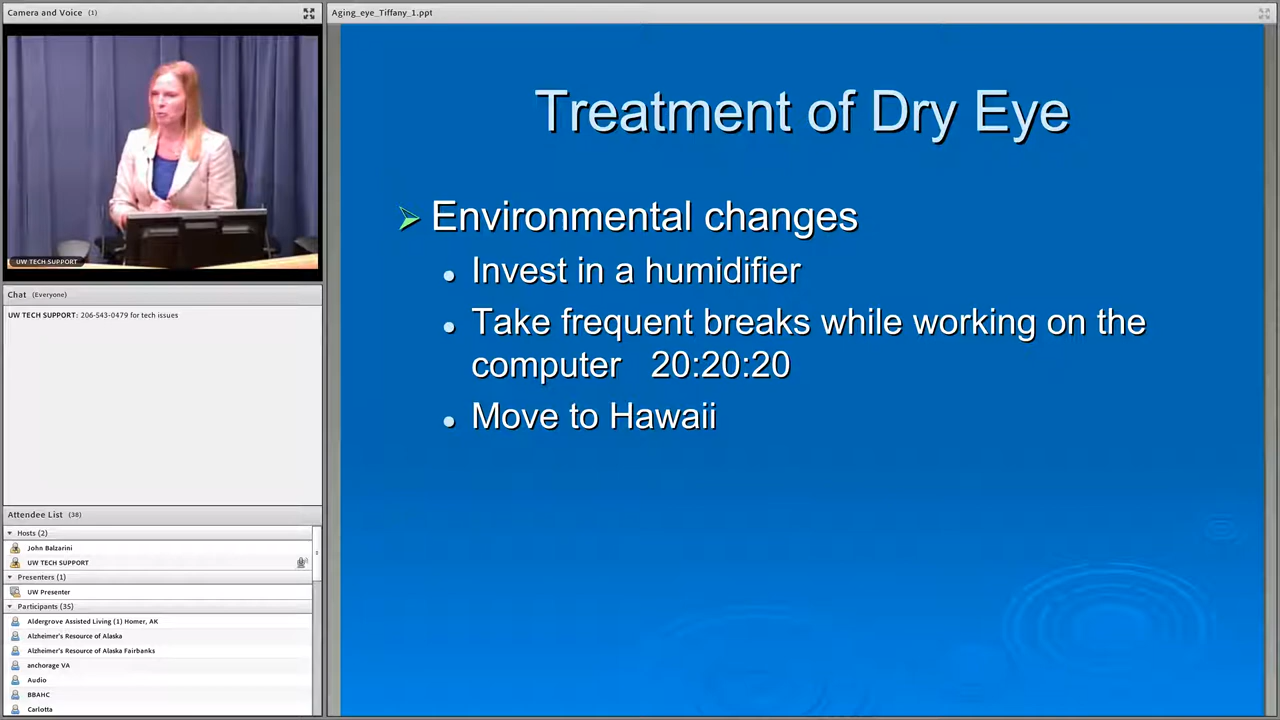 Camera and Voice (1)
UW TECH SUPPORT
Chat (Everyone)
UW TECH SUPPORT: 206-543-0479 for tech issues
Attendee List (38)
Hosts (2)
John Balzarini
UW TECH SUPPORT
Presenters (1)
UW Presenter
Participants (35)
Aldergrove Assisted Living (1) Homer, AK
Alzheimer's Resource of Alaska
Alzheimer's Resource of Alaska Fairbanks
anchorage VA
Audio
BBAHC
Carlotta
Aging_eye_Tiffany_1.ppt
Treatment of Dry Eye
Environmental changes
Invest in a humidifier
Take frequent breaks while working on the
computer 20:20:20
Move to Hawaii